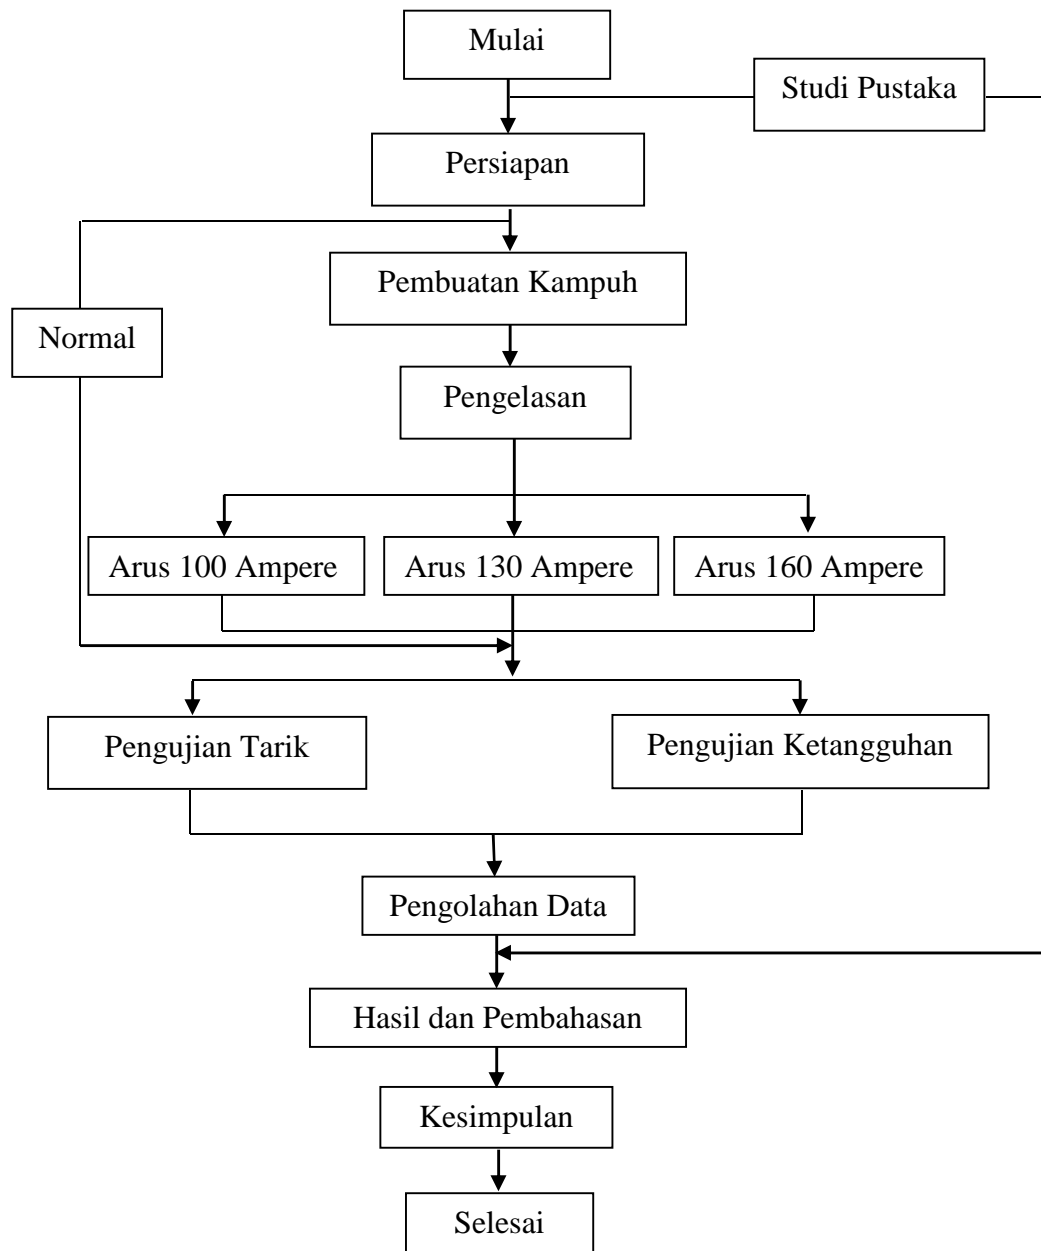 Mulai
Studi Pustaka
Persiapan
Pembuatan Kampuh
Normal
Pengelasan
Arus 100 Ampere
Arus 130 Ampere
Arus 160 Ampere
Pengujian Tarik
Pengujian Ketangguhan
Pengolahan Data
Hasil dan Pembahasan
Kesimpulan
Selesai